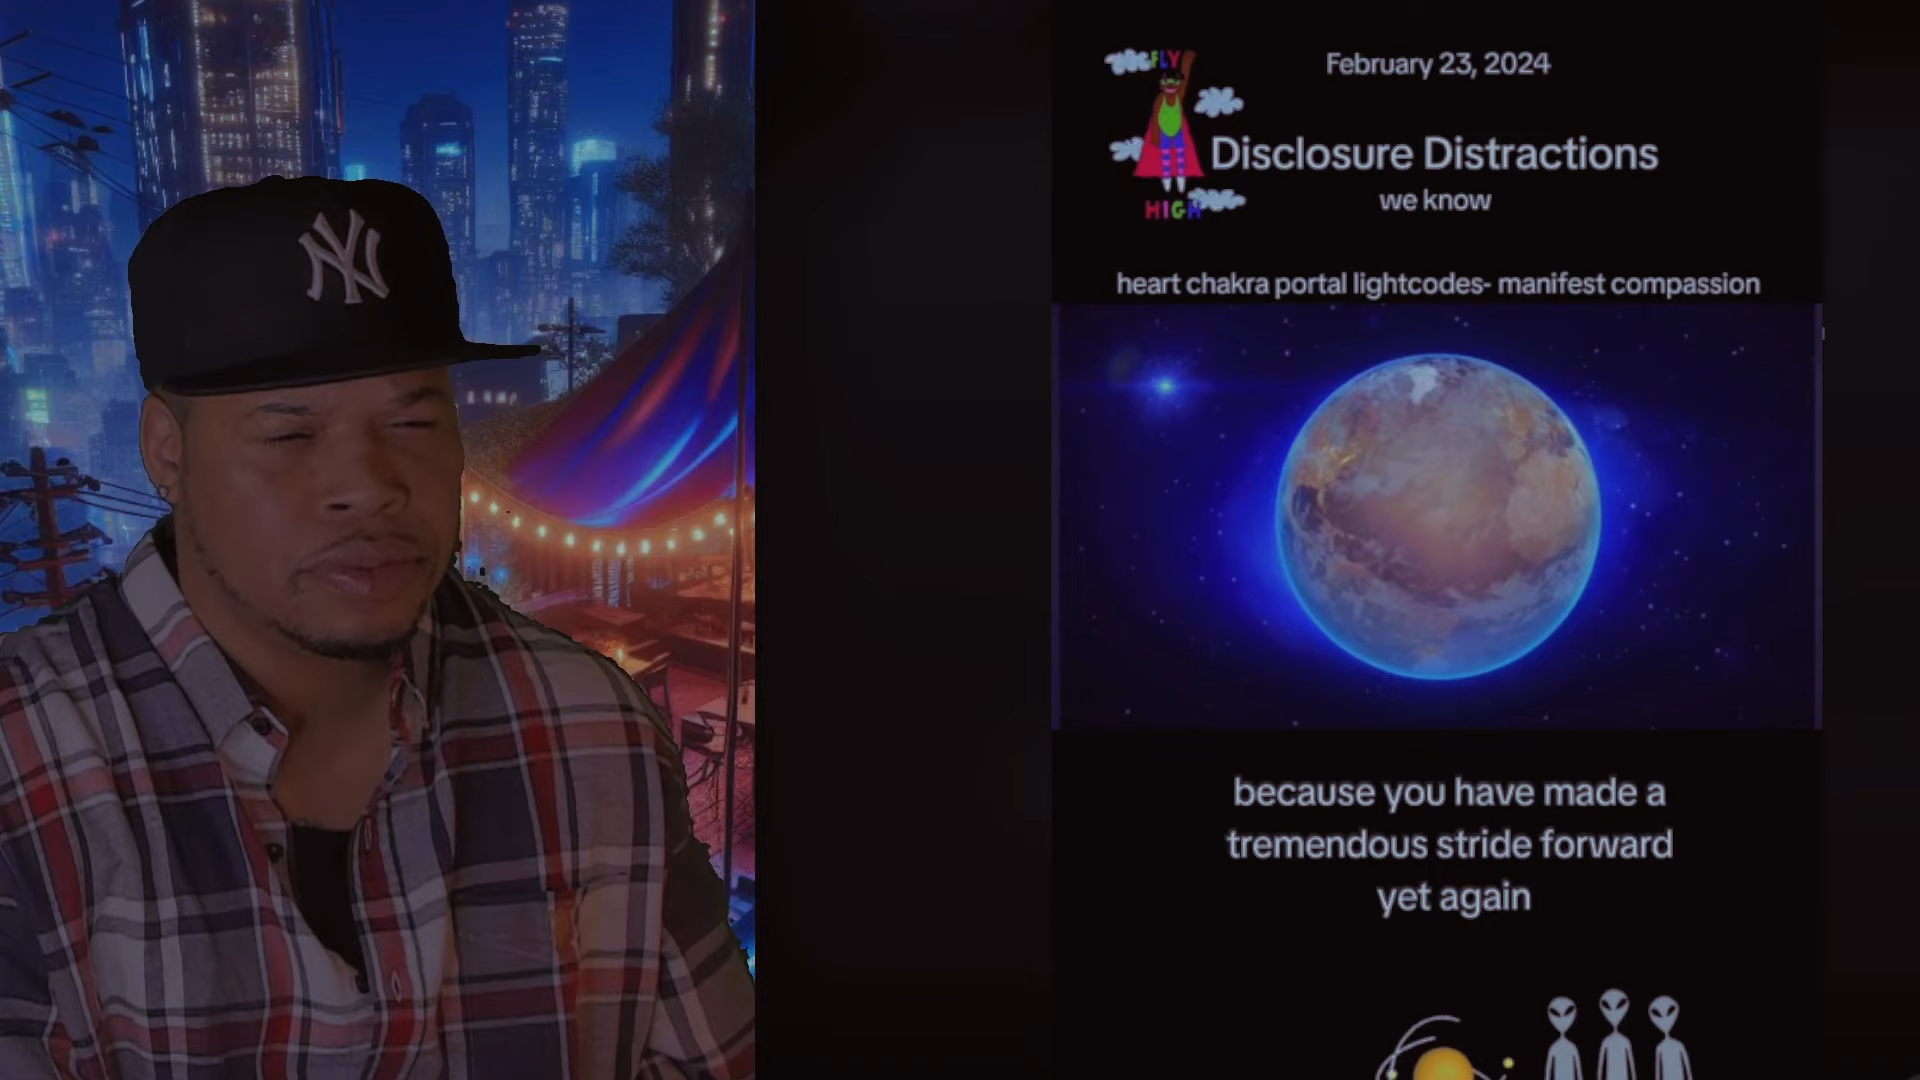 NY
FLY
February 23, 2024
Disclosure Distractions
we know
HIGH
heart chakra portal lightcodes- manifest compassion
because you have made a
tremendous stride forward
yet again